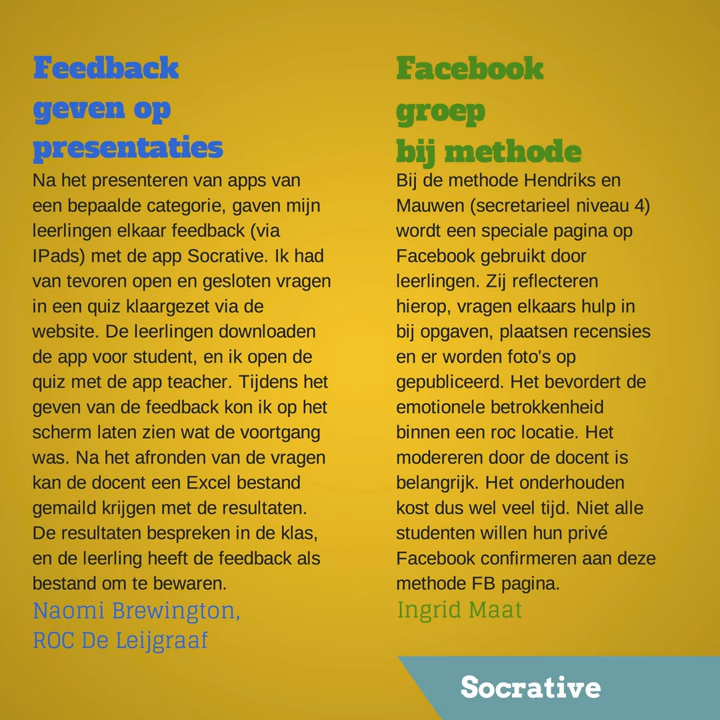 Feedback
geven op
presentaties
Na het presenteren van apps van
een bepaalde categorie, gaven mijn
leerlingen elkaar feedback (via
IPads) met de app Socrative. Ik had
van tevoren open en gesloten vragen
in een quiz klaargezet via de
website. De leerlingen downloaden
de app voor student, en ik open de
quiz met de app teacher. Tijdens het
geven van de feedback kon ik op het
scherm laten zien wat de voortgang
was. Na het afronden van de vragen
kan de docent een Excel bestand
gemaild krijgen met de resultaten.
De resultaten bespreken in de klas,
en de leerling heeft de feedback als
bestand om te bewaren.
Naomi Brewington,
ROC De Leijgraaf
Facebook
groep
bij methode
Bij de methode Hendriks en
Mauwen (secretarieel niveau 4)
wordt een speciale pagina op
Facebook gebruikt door
leerlingen. Zij reflecteren
hierop, vragen elkaars hulp in
bij opgaven, plaatsen recensies
en er worden foto's op
gepubliceerd. Het bevordert de
emotionele betrokkenheid
binnen een roc locatie. Het
modereren door de docent is
belangrijk. Het onderhouden
kost dus wel veel tijd. Niet alle
studenten willen hun privé
Facebook confirmeren aan deze
methode FB pagina.
Ingrid Maat
Socrative